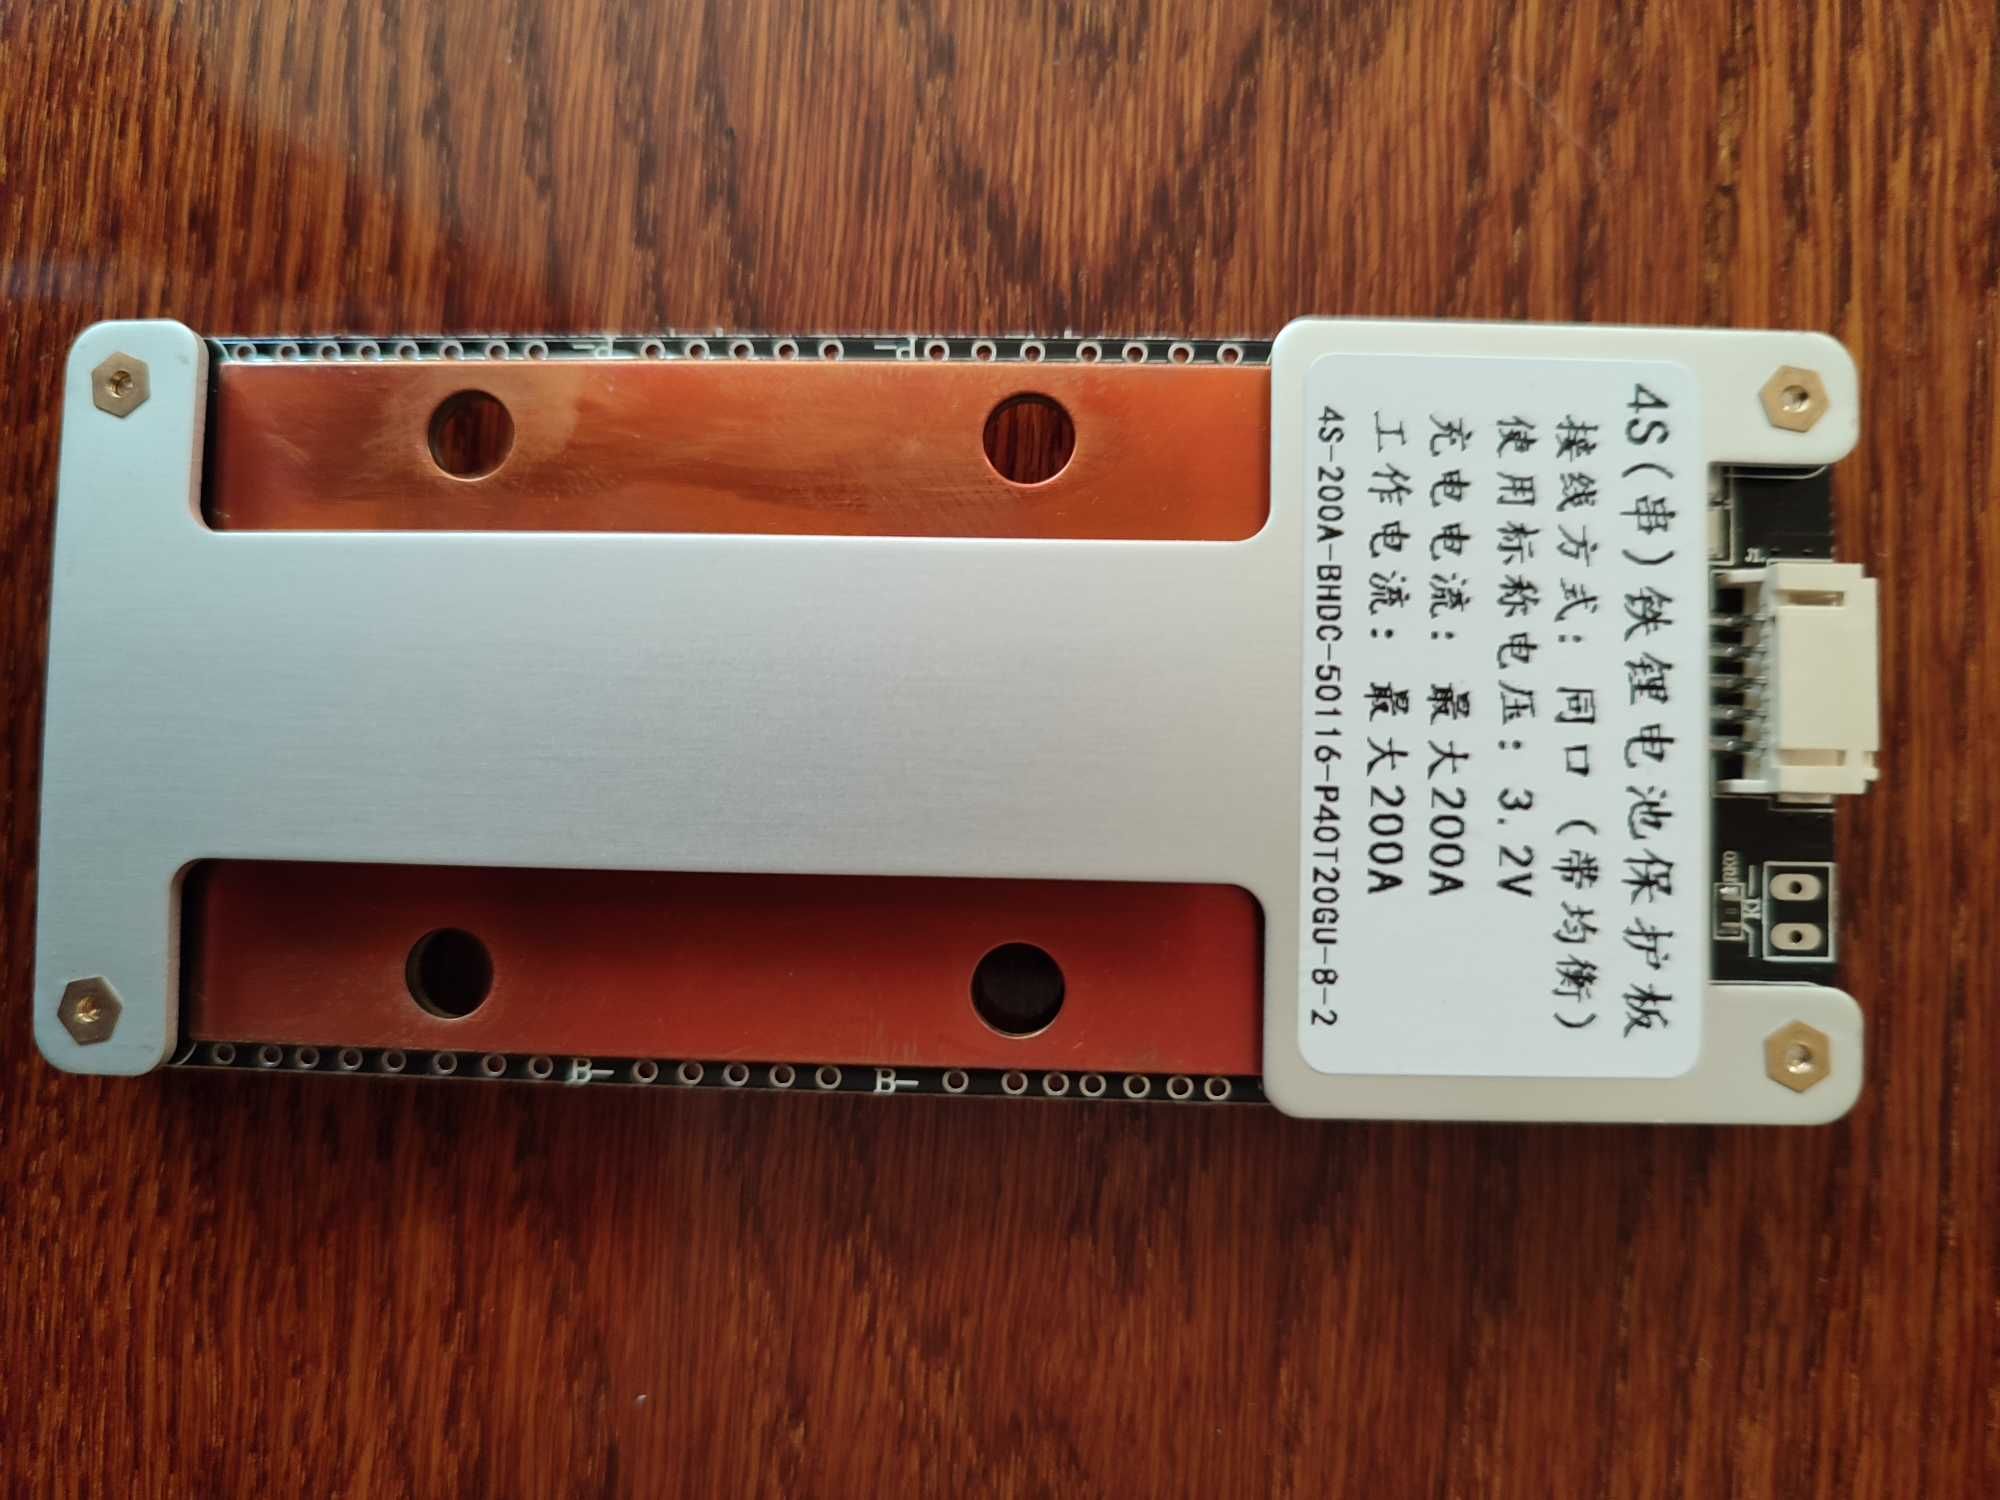 4S(串)铁锂电池保护板
接线方式:同口(带均衡)
使用标称电压:3.2V
充电电流:最大200A
工作电流:最大200A
4S-200A-BHDC-50116-P40T20GU-8-2
P-
P-
B-
B-
J1